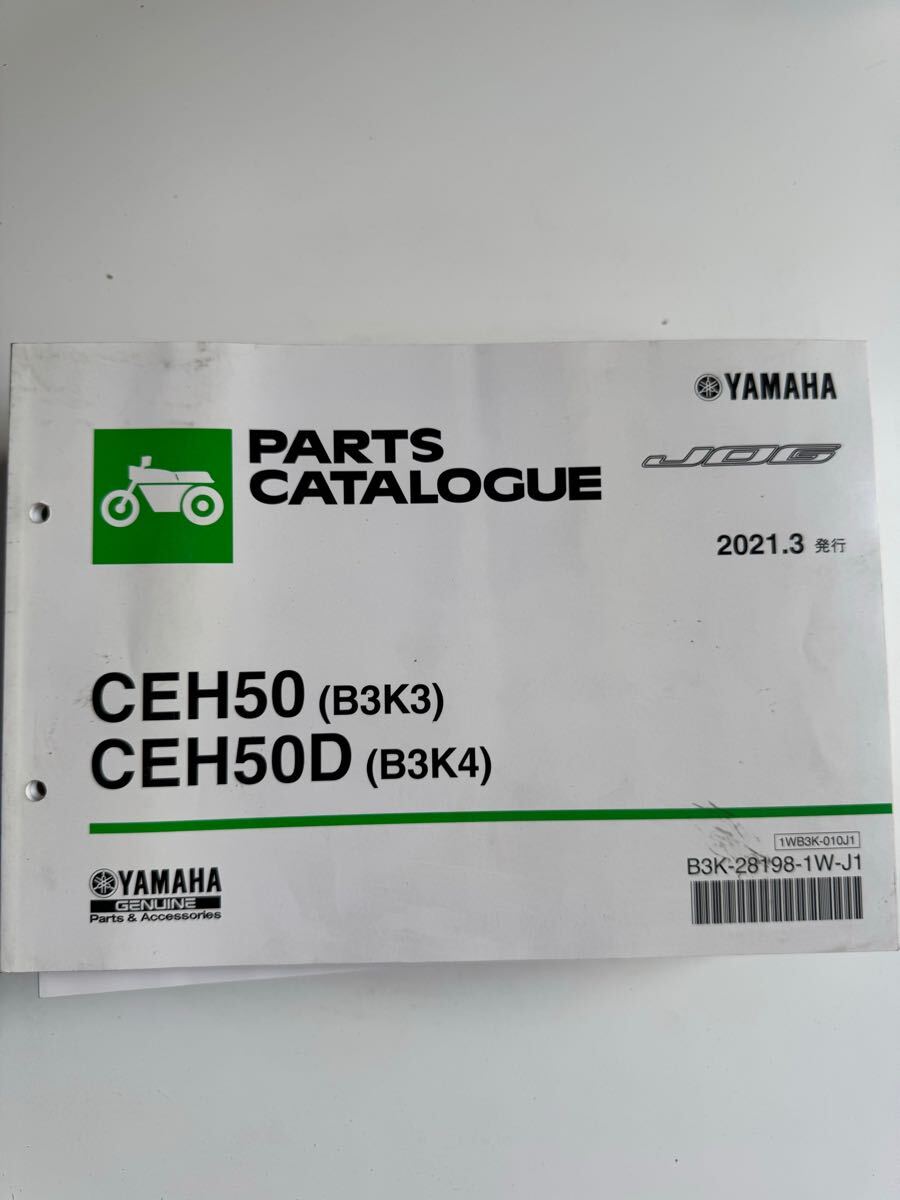 YAMAHA
PARTS
CATALOGUE
JOG
2021.3 発行
CEH50 (B3K3)
CEH50D (B3K4)
1WB3K-010J1
B3K-28198-1W-J1
YAMAHA
GENUINE
Parts & Accessories